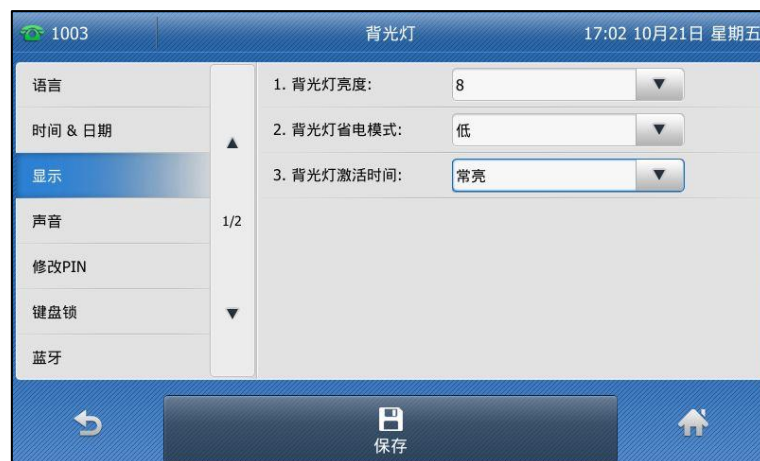 1003 背光灯 17:02 10月21日 星期五
语言
时间 & 日期
显示
声音
修改PIN
键盘锁
蓝牙
1/2
1. 背光灯亮度: 8
2. 背光灯省电模式: 低
3. 背光灯激活时间: 常亮
保存